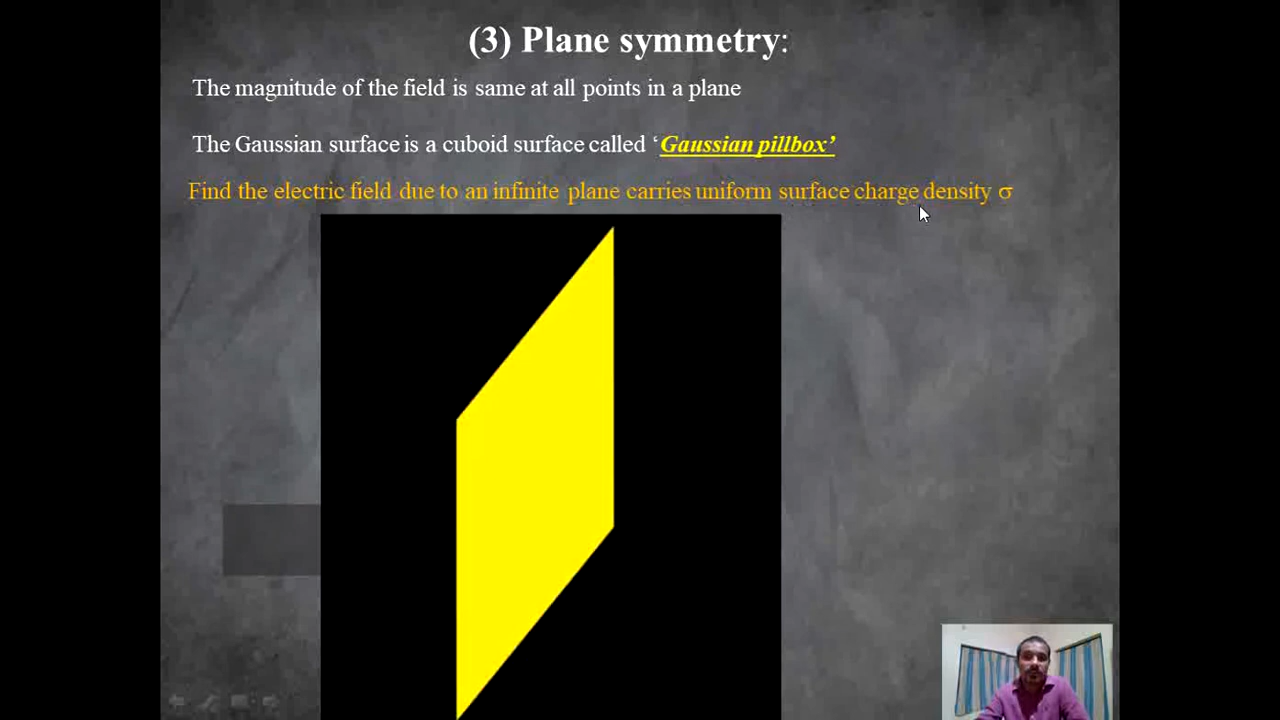 (3) Plane symmetry:
The magnitude of the field is same at all points in a plane
The Gaussian surface is a cuboid surface called ‘Gaussian pillbox’
Find the electric field due to an infinite plane carries uniform surface charge density σ